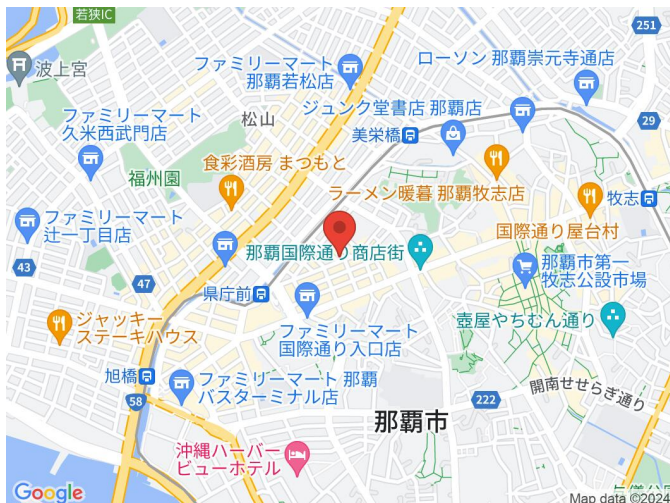 若狭IC
251
波上宮
ファミリーマート
那覇若松店
ローソン 那覇崇元寺通店
松山
ジュンク堂書店 那覇店
29
ファミリーマート
久米西武門店
美栄橋
食彩酒房 まつもと
福州園
ラーメン暖暮 那覇牧志店
牧志
ファミリーマート
辻一丁目店
国際通り屋台村
那覇国際通り商店街
43
47
那覇市第一
牧志公設市場
県庁前
ジャッキー
ステーキハウス
ファミリーマート
国際通り入口店
壺屋やちむん通り
旭橋
58
ファミリーマート 那覇
バスターミナル店
222
開南せせらぎ通り
那覇市
沖縄ハーバー
ビューホテル
Google
Map data ©2024